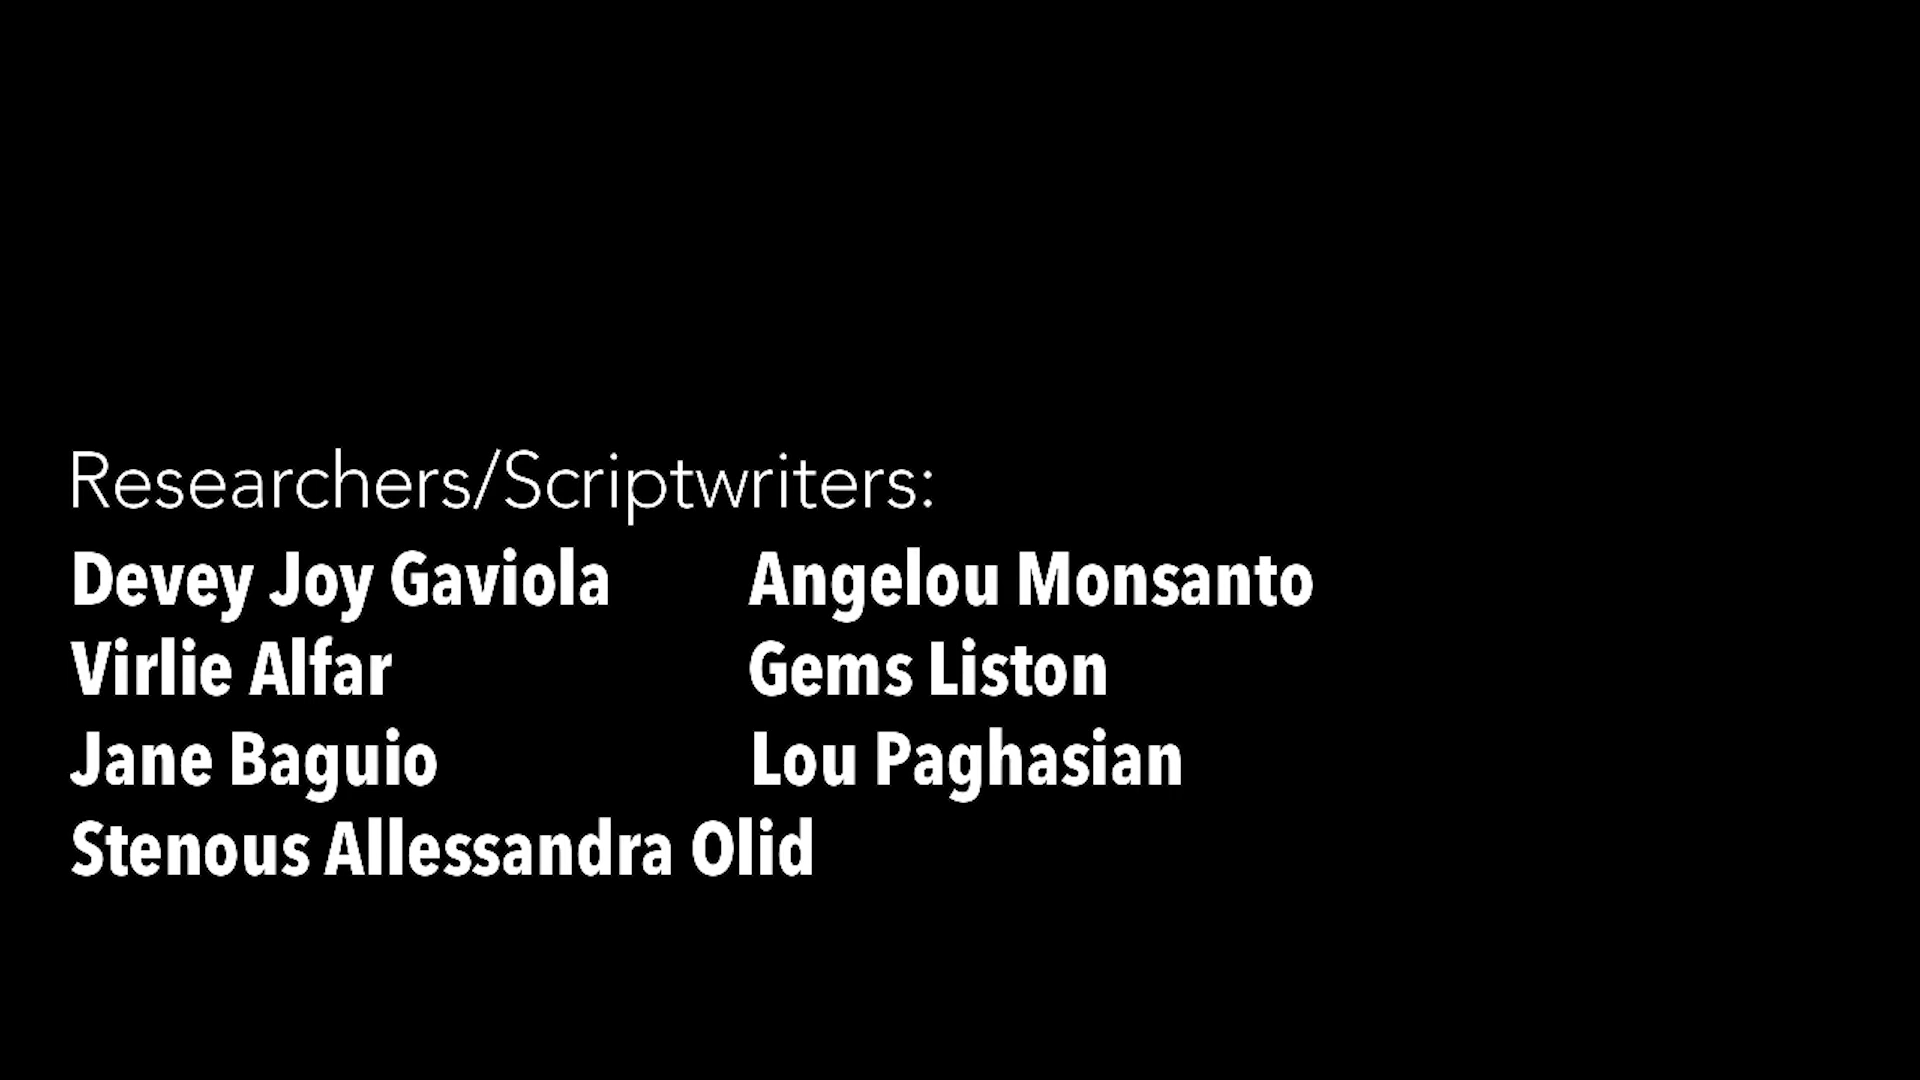 Researchers/Scriptwriters:
Devey Joy Gaviola
Virlie Alfar
Jane Baguio
Stenous Allessandra Olid
Angelou Monsanto
Gems Liston
Lou Paghasian